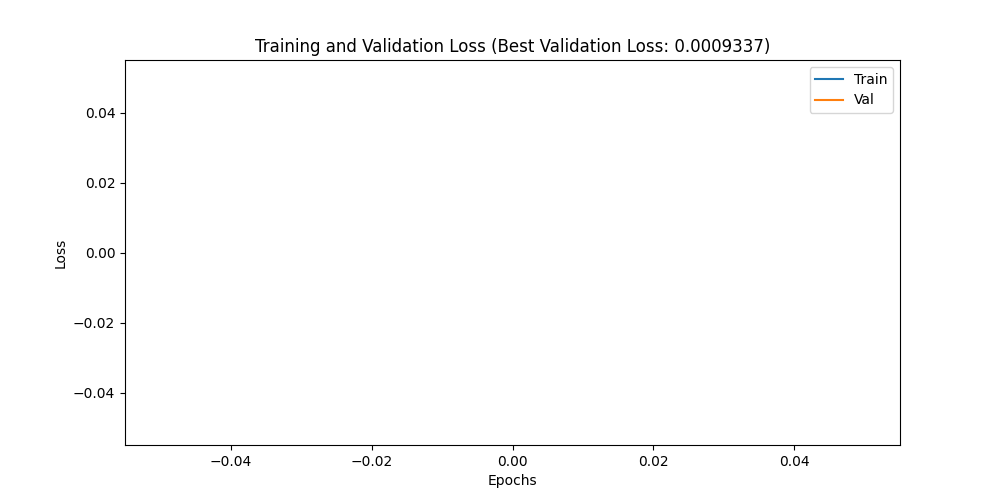 Training and Validation Loss (Best Validation Loss: 0.0009337)
Train
Val
0.04
0.02
0.00
−0.02
−0.04
Loss
−0.04
−0.02
0.00
0.02
0.04
Epochs